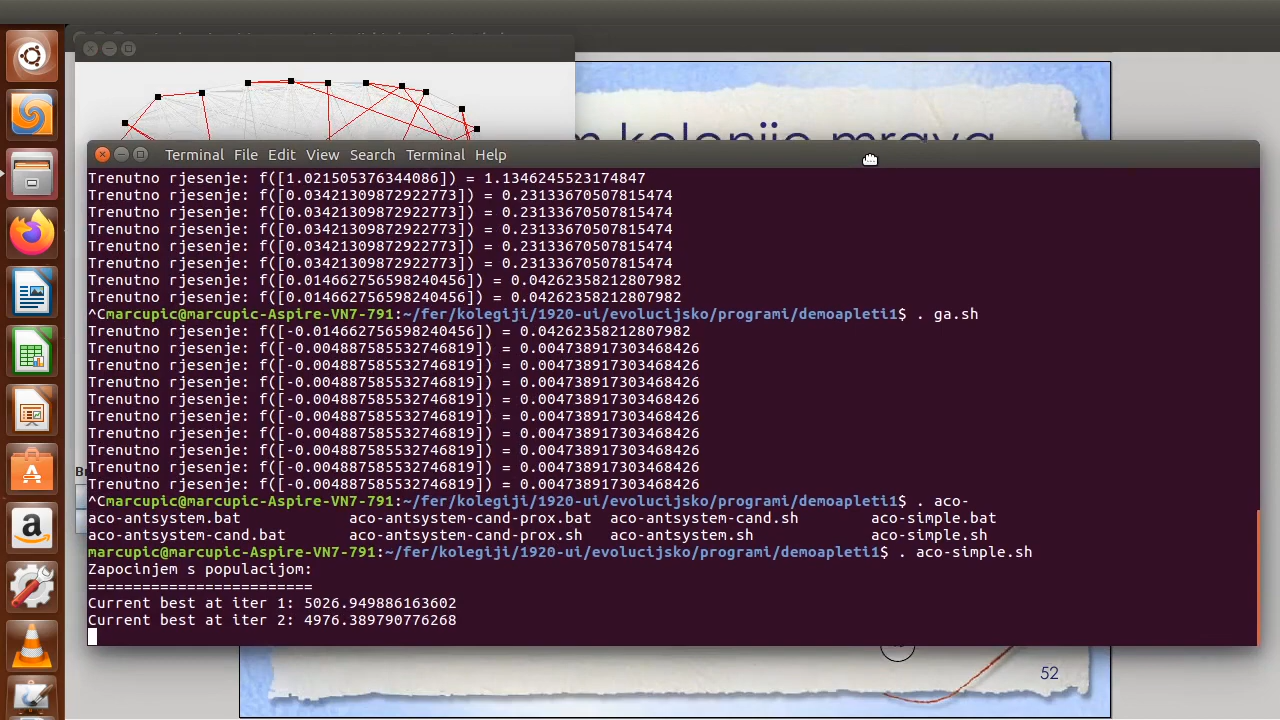 m kolonije mrava
Terminal File Edit View Search Terminal Help
Trenutno rjesenje: f([1.021505376344086]) = 1.1346245523174847
Trenutno rjesenje: f([0.03421309872922773]) = 0.23133670507815474
Trenutno rjesenje: f([0.03421309872922773]) = 0.23133670507815474
Trenutno rjesenje: f([0.03421309872922773]) = 0.23133670507815474
Trenutno rjesenje: f([0.03421309872922773]) = 0.23133670507815474
Trenutno rjesenje: f([0.03421309872922773]) = 0.23133670507815474
Trenutno rjesenje: f([0.014662756598240456]) = 0.04262358212807982
Trenutno rjesenje: f([0.014662756598240456]) = 0.04262358212807982
^Cmarcupic@marcupic-Aspire-VN7-791:~/fer/kolegiji/1920-ui/evolucijsko/programi/demoapleti1$ . ga.sh
Trenutno rjesenje: f([-0.014662756598240456]) = 0.04262358212807982
Trenutno rjesenje: f([-0.004887585532746819]) = 0.004738917303468426
Trenutno rjesenje: f([-0.004887585532746819]) = 0.004738917303468426
Trenutno rjesenje: f([-0.004887585532746819]) = 0.004738917303468426
Trenutno rjesenje: f([-0.004887585532746819]) = 0.004738917303468426
Trenutno rjesenje: f([-0.004887585532746819]) = 0.004738917303468426
Trenutno rjesenje: f([-0.004887585532746819]) = 0.004738917303468426
Trenutno rjesenje: f([-0.004887585532746819]) = 0.004738917303468426
Trenutno rjesenje: f([-0.004887585532746819]) = 0.004738917303468426
Trenutno rjesenje: f([-0.004887585532746819]) = 0.004738917303468426
^Cmarcupic@marcupic-Aspire-VN7-791:~/fer/kolegiji/1920-ui/evolucijsko/programi/demoapleti1$ . aco-
aco-antsystem.bat aco-antsystem-cand-prox.bat aco-antsystem-cand.sh aco-simple.bat
aco-antsystem-cand.bat aco-antsystem-cand-prox.sh aco-antsystem.sh aco-simple.sh
marcupic@marcupic-Aspire-VN7-791:~/fer/kolegiji/1920-ui/evolucijsko/programi/demoapleti1$ . aco-simple.sh
Zapocinjem s populacijom:
=========================
Current best at iter 1: 5026.949886163602
Current best at iter 2: 4976.389790776268
52